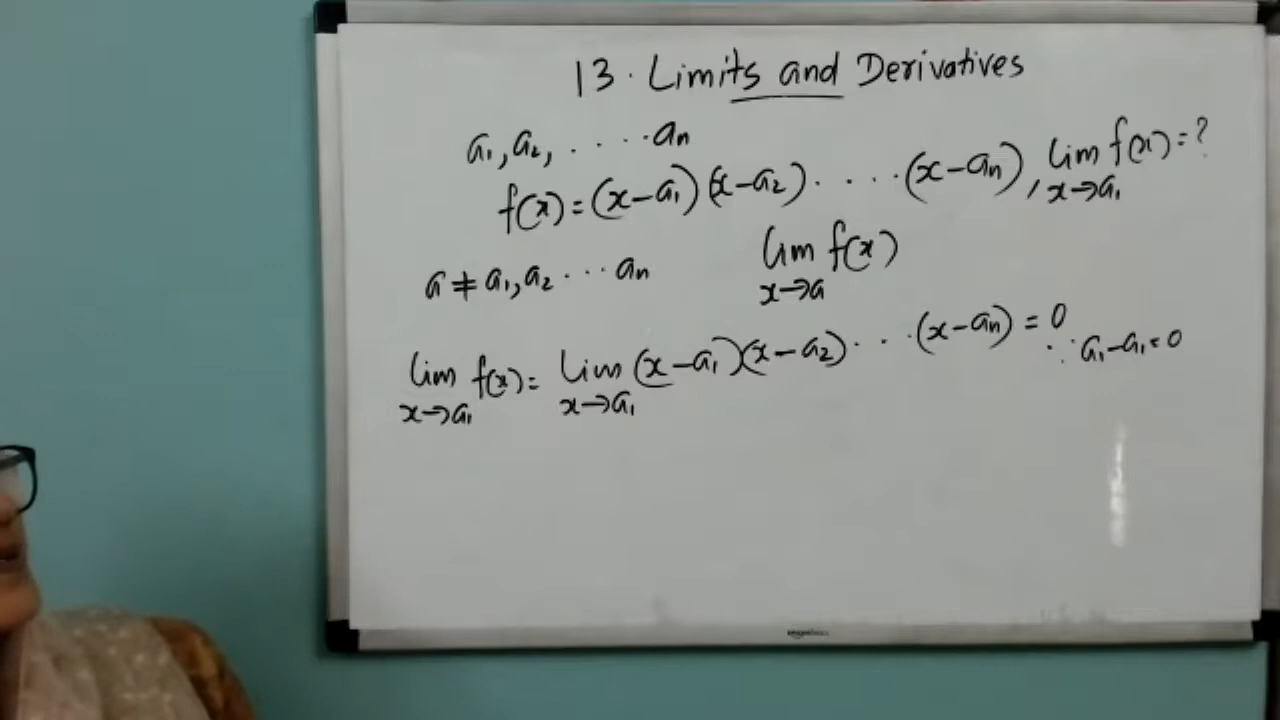 13. Limits and Derivatives
a₁, a₂, ..... aₙ
f(x) = (x-a₁)(x-a₂).....(x-aₙ), lim f(x) = ?
x→a₁
a ≠ a₁, a₂ ... aₙ lim f(x)
x→a
lim f(x) = lim (x-a₁)(x-a₂)...(x-aₙ) = 0
x→a₁ x→a₁ ∵ a₁-a₁=0